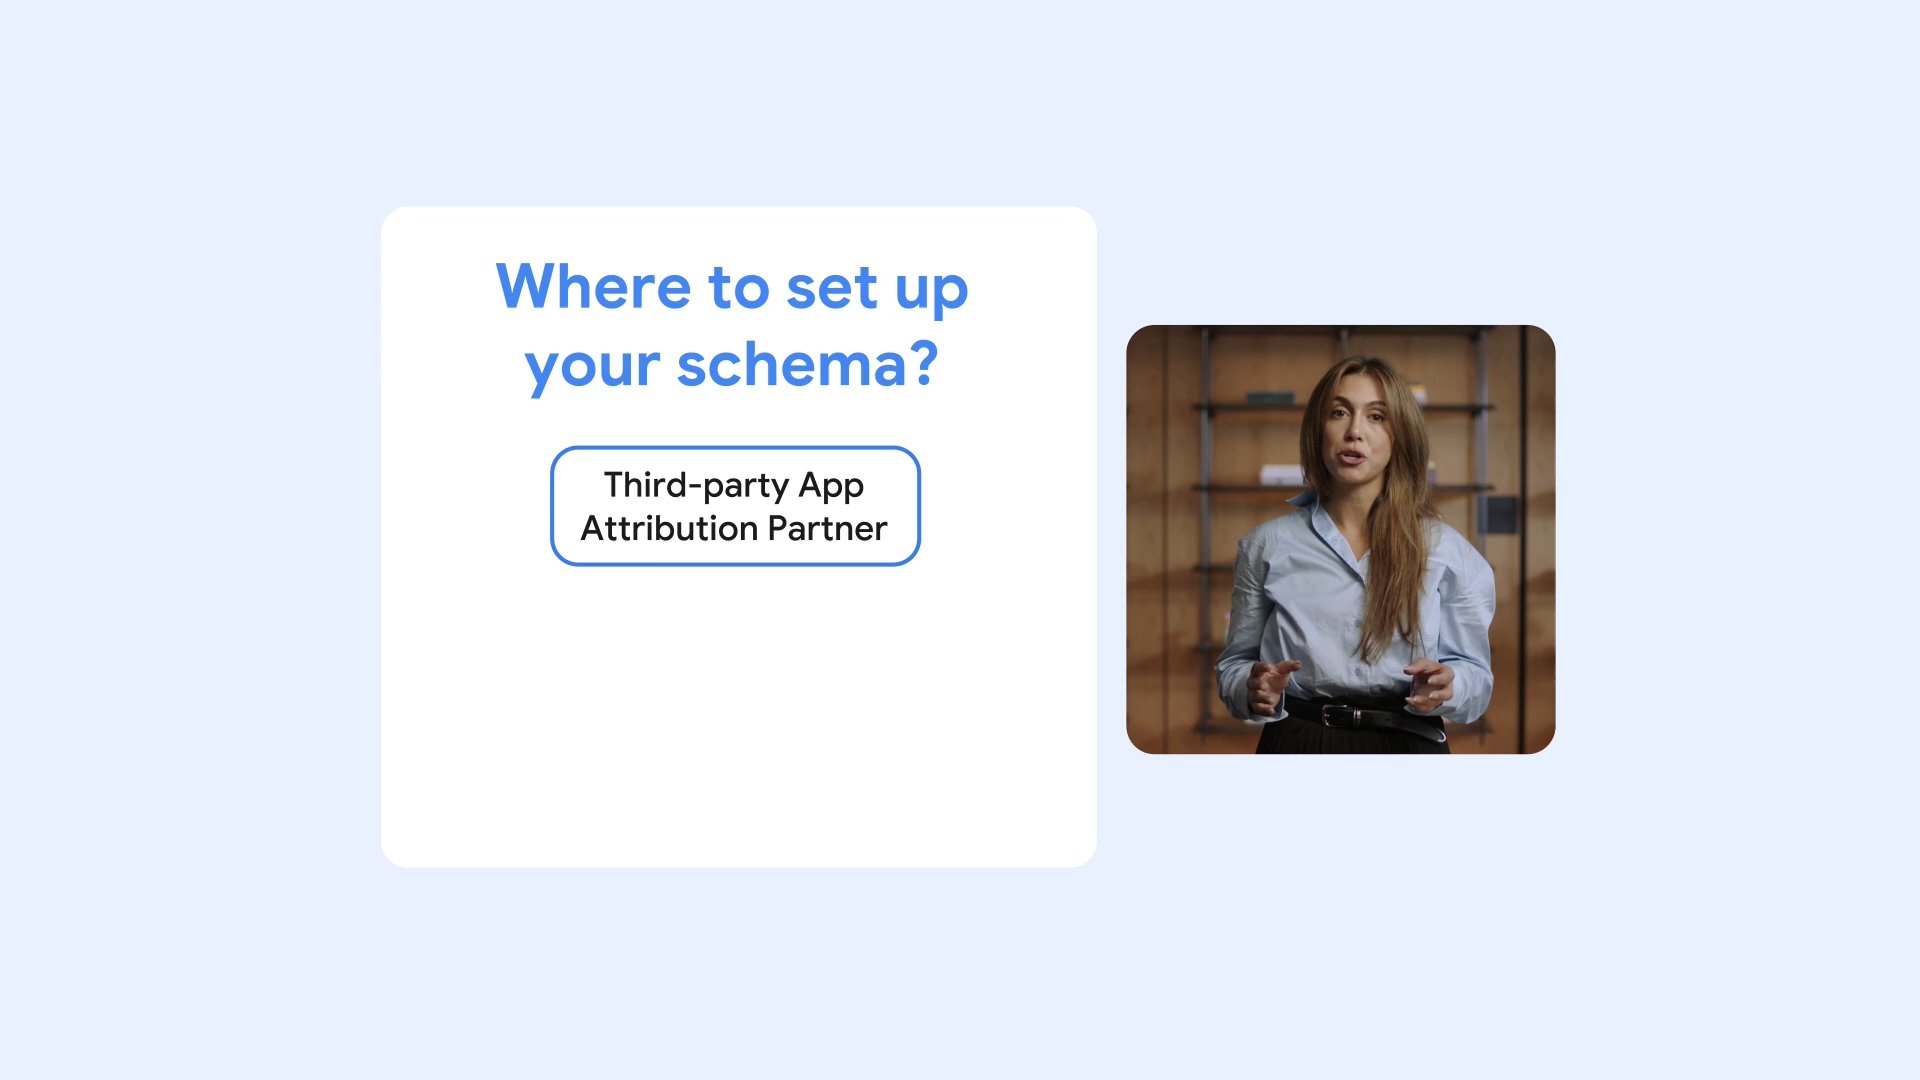 Where to set up
your schema?
Third-party App
Attribution Partner